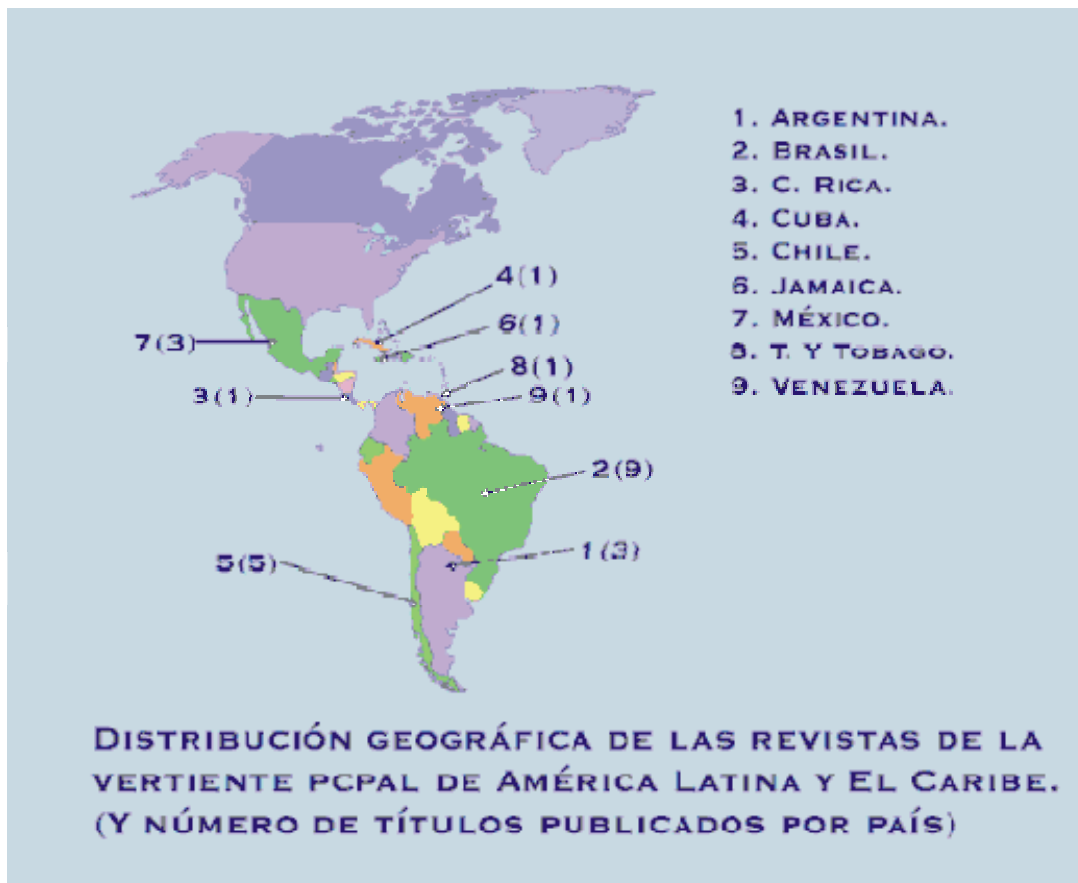 1. ARGENTINA.
2. BRASIL.
3. C. RICA.
4. CUBA.
5. CHILE.
6. JAMAICA.
7. MÉXICO.
8. T. Y TOBAGO.
9. VENEZUELA.
4(1)
6(1)
7(3)
8(1)
3(1)
9(1)
2(9)
1(3)
5(5)
DISTRIBUCIÓN GEOGRÁFICA DE LAS REVISTAS DE LA
VERTIENTE PCPAL DE AMÉRICA LATINA Y EL CARIBE.
(Y NÚMERO DE TÍTULOS PUBLICADOS POR PAÍS)